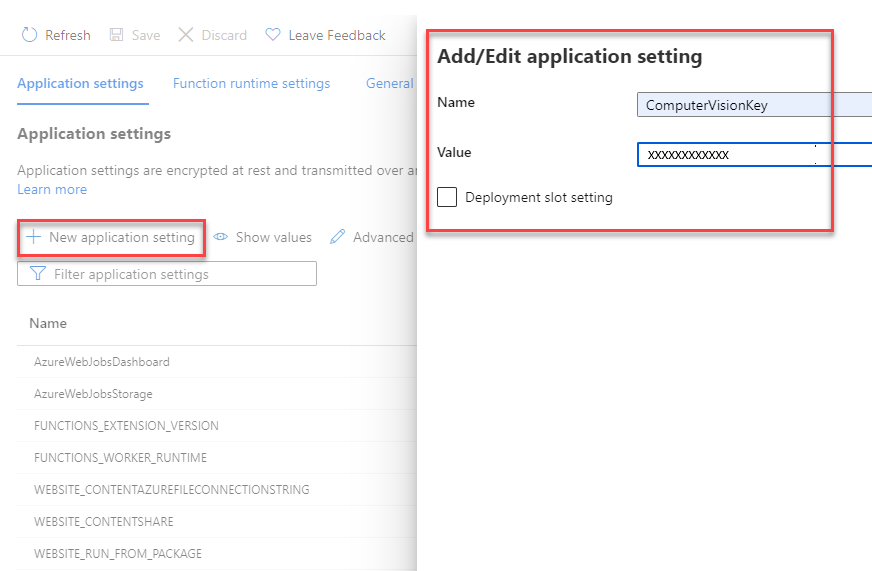 Refresh Save Discard Leave Feedback
Application settings Function runtime settings General
Application settings
Application settings are encrypted at rest and transmitted over
Learn more
New application setting Show values Advanced
Filter application settings
Name
AzureWebJobsDashboard
AzureWebJobsStorage
FUNCTIONS_EXTENSION_VERSION
FUNCTIONS_WORKER_RUNTIME
WEBSITE_CONTENTAZUREFILECONNECTIONSTRING
WEBSITE_CONTENTSHARE
WEBSITE_RUN_FROM_PACKAGE
Add/Edit application setting
Name ComputerVisionKey
Value xxxxxxxxxxxx
Deployment slot setting